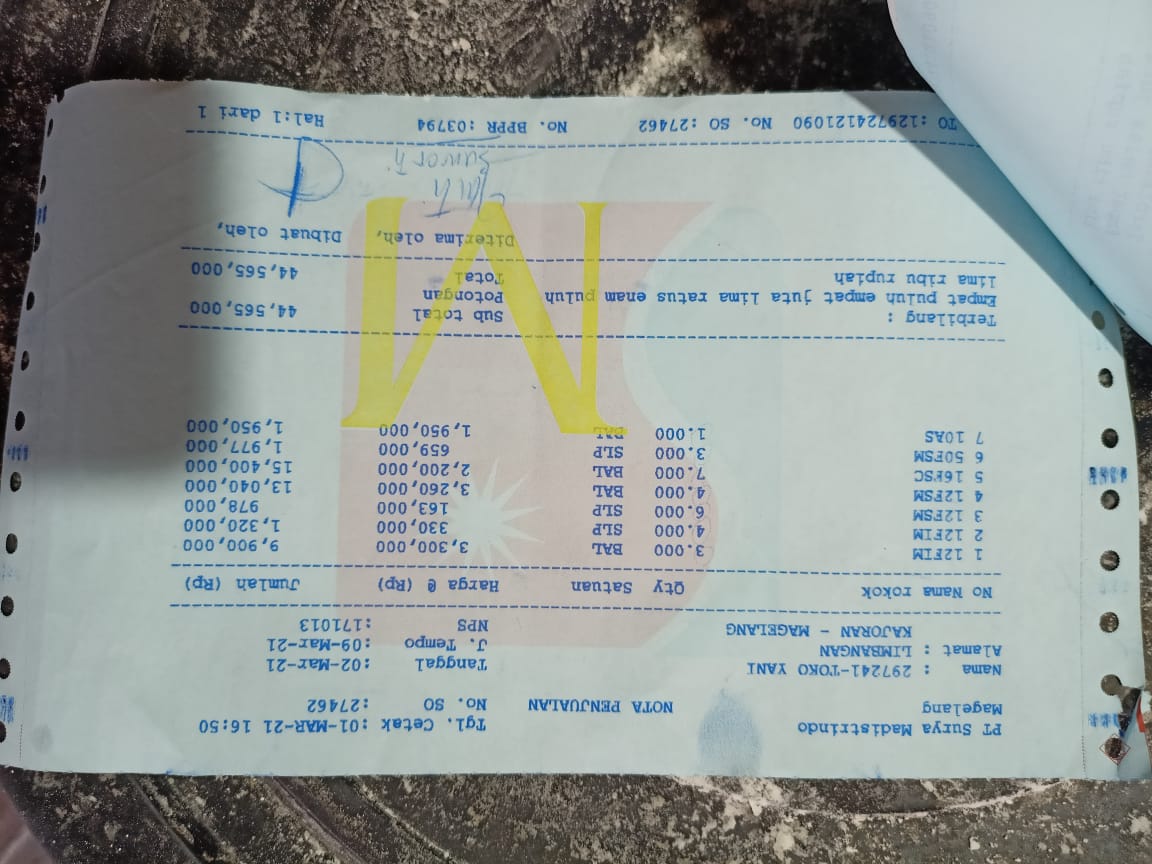 PT Surya Madistrindo
Magelang
NOTA PENJUALAN
Tgl. Cetak :01-MAR-21 16:50
No. SO :27462
Nama : 297241-TOKO YANI
Alamat : LIMBANGAN
KAJORAN - MAGELANG
Tanggal :02-Mar-21
J. Tempo :09-Mar-21
NPS :171013
No Nama rokok Qty Satuan Harga @ (Rp) Jumlah (Rp)
1 12FIM 3.000 BAL 3,300,000 9,900,000
2 12FIM 4.000 SLP 330,000 1,320,000
3 12FSM 6.000 SLP 163,000 978,000
4 12FSM 4.000 BAL 3,260,000 13,040,000
5 16FSC 7.000 BAL 2,200,000 15,400,000
6 50FSM 3.000 SLP 659,000 1,977,000
7 10AS 1.000 BAL 1,950,000 1,950,000
Terbilang :
Empat puluh empat juta lima ratus enam puluh
lima ribu rupiah
Sub total 44,565,000
Potongan
Total 44,565,000
Diterima oleh, Dibuat oleh,
M
TO :129724121090 No. SO :27462 No. BPPR :03794 Hal:1 dari 1